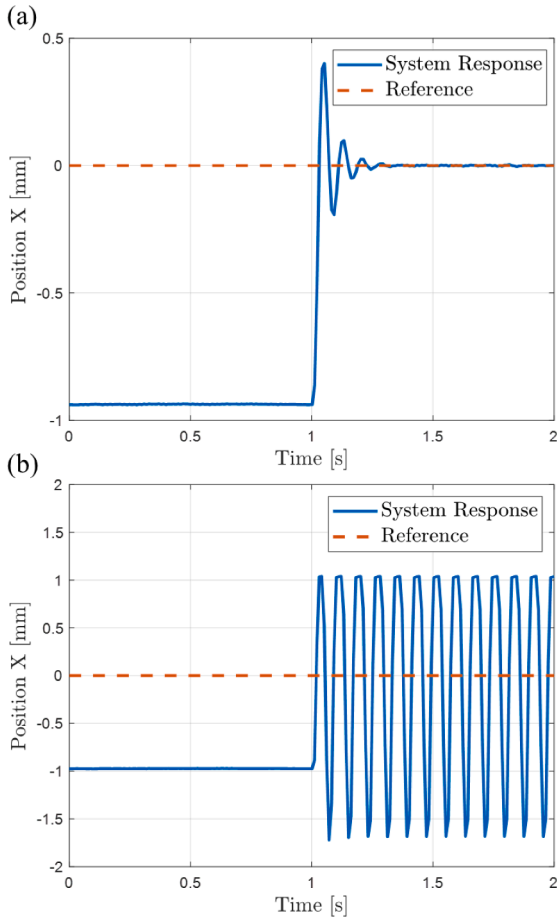 (a)
0.5
System Response
Reference
0
Position X [mm]
-0.5
-1
0
0.5
1
1.5
2
Time [s]
(b)
2
System Response
1.5
Reference
1
0.5
Position X [mm]
0
-0.5
-1
-1.5
-2
0
0.5
1
1.5
2
Time [s]